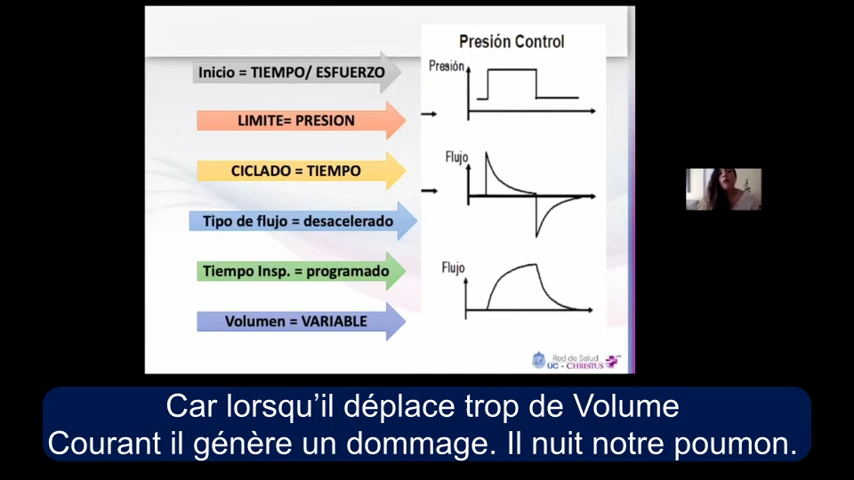 Presión Control
Presión
Inicio = TIEMPO/ ESFUERZO
LIMITE= PRESION
Flujo
CICLADO = TIEMPO
Tipo de flujo = desacelerado
Tiempo Insp. = programado
Flujo
Volumen = VARIABLE
Red de Salud
UC • CHRISTUS
Car lorsqu'il déplace trop de Volume
Courant il génère un dommage. Il nuit notre poumon.